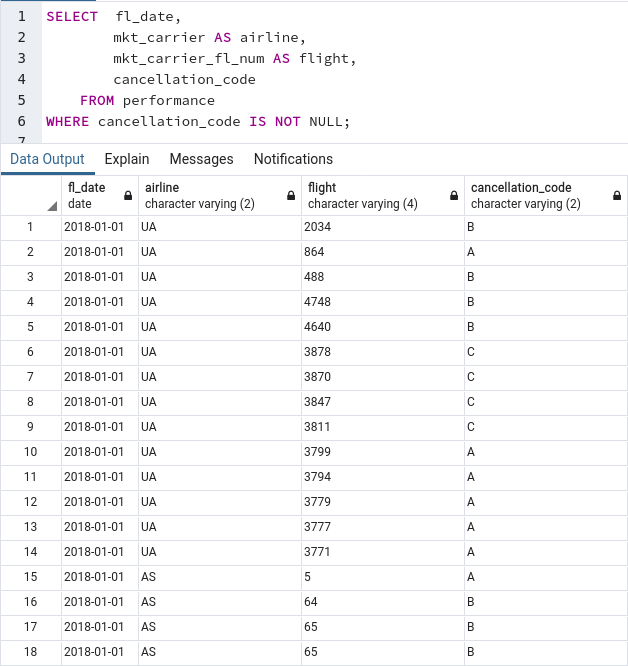 1 SELECT fl_date,
2 mkt_carrier AS airline,
3 mkt_carrier_fl_num AS flight,
4 cancellation_code
5 FROM performance
6 WHERE cancellation_code IS NOT NULL;
7
Data Output Explain Messages Notifications
fl_date airline flight cancellation_code
date character varying (2) character varying (4) character varying (2)
1 2018-01-01 UA 2034 B
2 2018-01-01 UA 864 A
3 2018-01-01 UA 488 B
4 2018-01-01 UA 4748 B
5 2018-01-01 UA 4640 B
6 2018-01-01 UA 3878 C
7 2018-01-01 UA 3870 C
8 2018-01-01 UA 3847 C
9 2018-01-01 UA 3811 C
10 2018-01-01 UA 3799 A
11 2018-01-01 UA 3794 A
12 2018-01-01 UA 3779 A
13 2018-01-01 UA 3777 A
14 2018-01-01 UA 3771 A
15 2018-01-01 AS 5 A
16 2018-01-01 AS 64 B
17 2018-01-01 AS 65 B
18 2018-01-01 AS 65 B